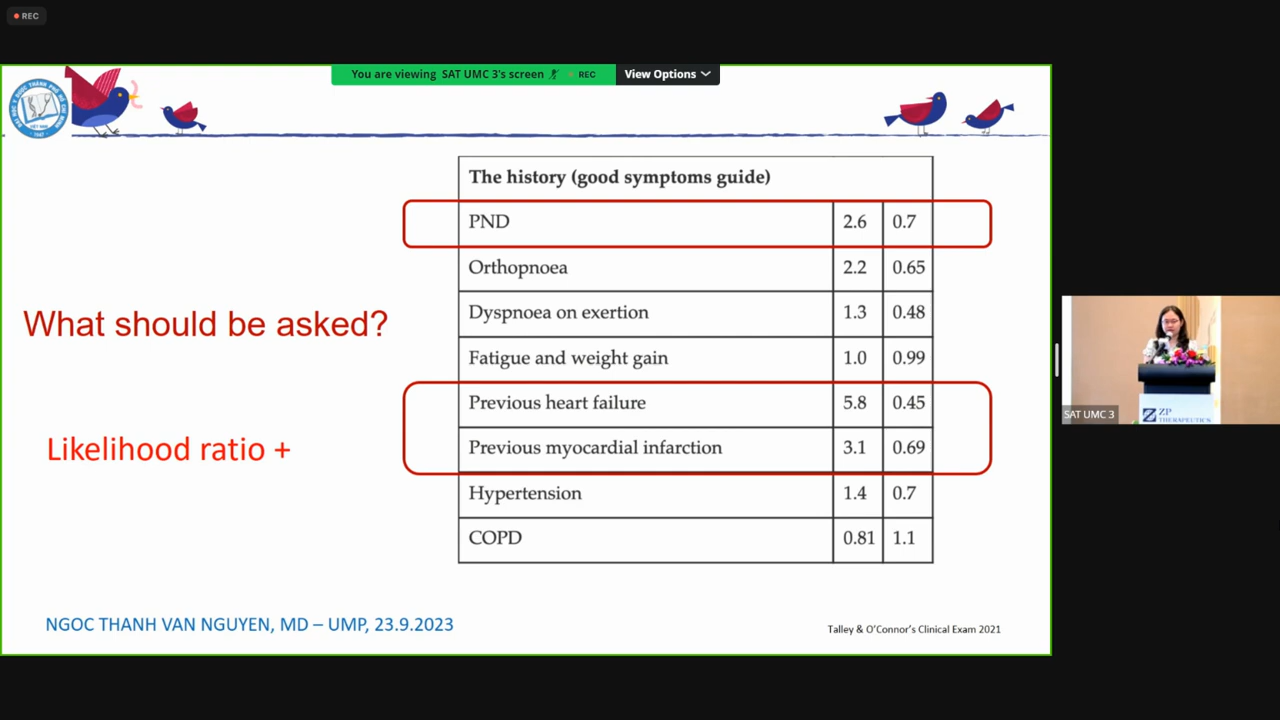 REC
You are viewing SAT UMC 3's screen REC View Options
The history (good symptoms guide)
PND 2.6 0.7
Orthopnoea 2.2 0.65
Dyspnoea on exertion 1.3 0.48
Fatigue and weight gain 1.0 0.99
Previous heart failure 5.8 0.45
Previous myocardial infarction 3.1 0.69
Hypertension 1.4 0.7
COPD 0.81 1.1
What should be asked?
Likelihood ratio +
NGOC THANH VAN NGUYEN, MD – UMP, 23.9.2023
Talley & O'Connor's Clinical Exam 2021
SAT UMC 3
ZP
THERAPEUTICS